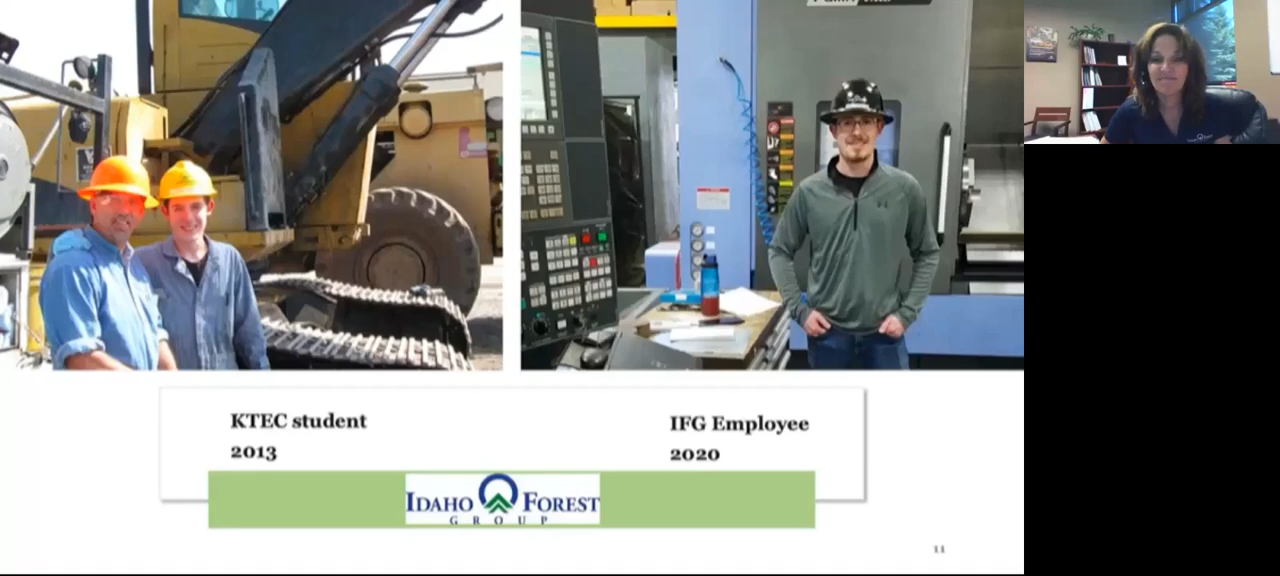 KTEC student
2013
IFG Employee
2020
IDAHO FOREST
GROUP
11